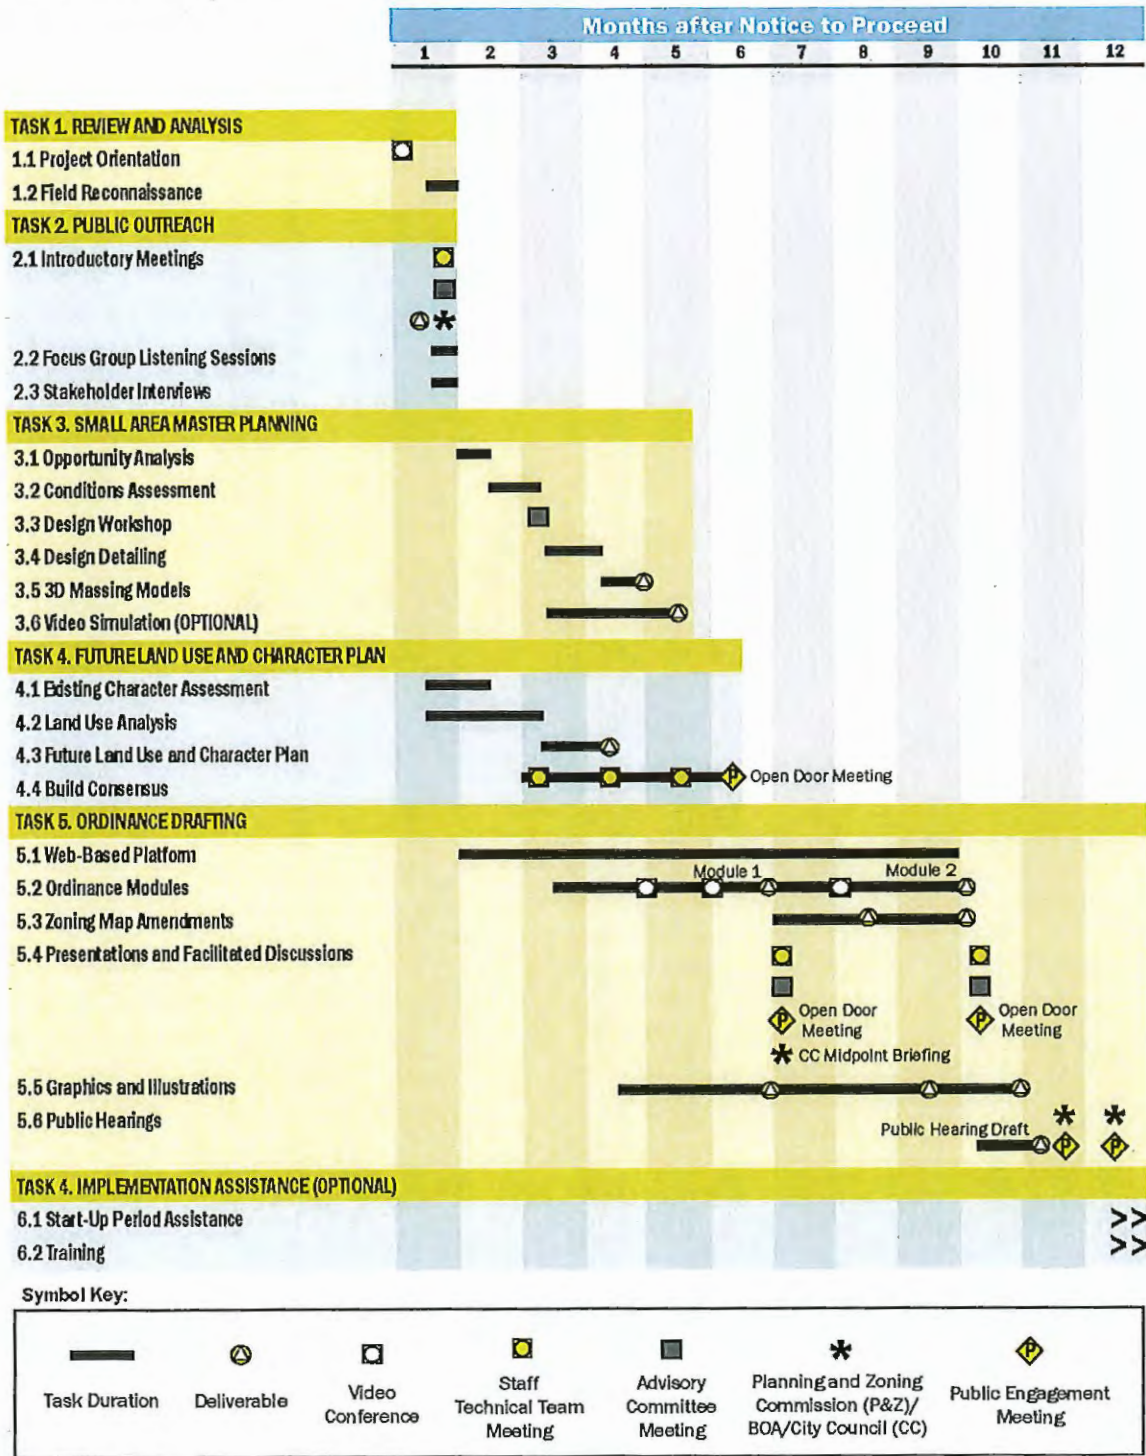 Months after Notice to Proceed
1 2 3 4 5 6 7 8 9 10 11 12
TASK 1. REVIEW AND ANALYSIS
1.1 Project Orientation
1.2 Field Reconnaissance
TASK 2. PUBLIC OUTREACH
2.1 Introductory Meetings
2.2 Focus Group Listening Sessions
2.3 Stakeholder Interviews
TASK 3. SMALL AREA MASTER PLANNING
3.1 Opportunity Analysis
3.2 Conditions Assessment
3.3 Design Workshop
3.4 Design Detailing
3.5 3D Massing Models
3.6 Video Simulation (OPTIONAL)
TASK 4. FUTURE LAND USE AND CHARACTER PLAN
4.1 Existing Character Assessment
4.2 Land Use Analysis
4.3 Future Land Use and Character Plan
4.4 Build Consensus
P Open Door Meeting
TASK 5. ORDINANCE DRAFTING
5.1 Web-Based Platform
Module 1 Module 2
5.2 Ordinance Modules
5.3 Zoning Map Amendments
5.4 Presentations and Facilitated Discussions
P Open Door
Meeting
P Open Door
Meeting
* CC Midpoint Briefing
5.5 Graphics and Illustrations
5.6 Public Hearings
Public Hearing Draft
P P
TASK 4. IMPLEMENTATION ASSISTANCE (OPTIONAL)
6.1 Start-Up Period Assistance >>
6.2 Training >>
Symbol Key:
Task Duration
Deliverable
Video
Conference
Staff
Technical Team
Meeting
Advisory
Committee
Meeting
*
Planning and Zoning
Commission (P&Z)/
BOA/City Council (CC)
P
Public Engagement
Meeting